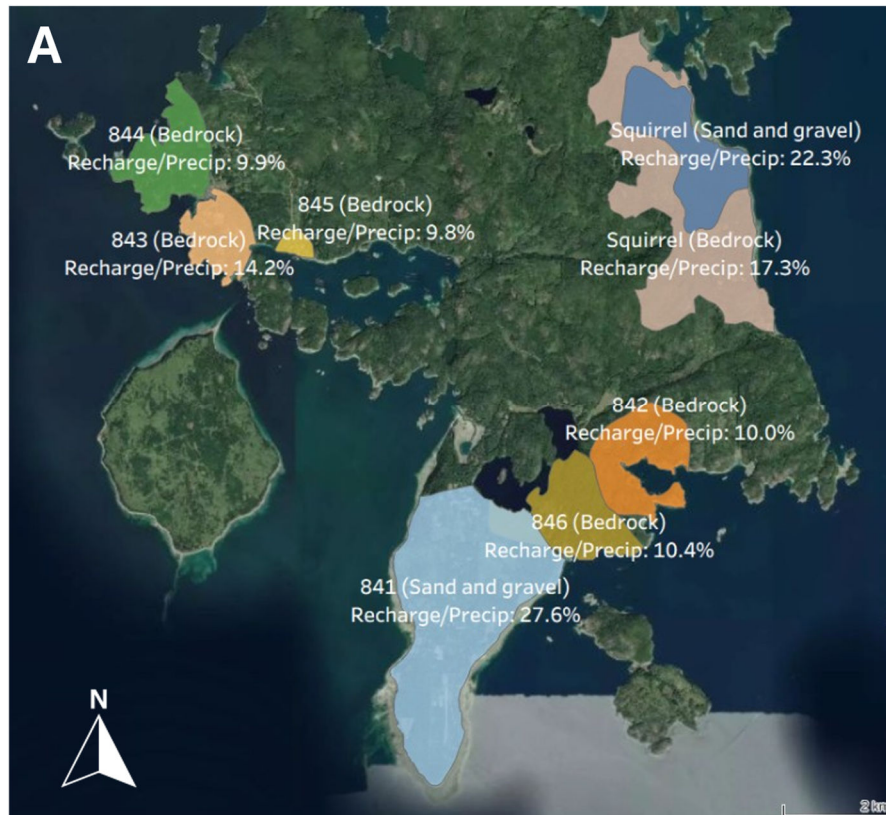 A
844 (Bedrock)
Recharge/Precip: 9.9%
Squirrel (Sand and gravel)
Recharge/Precip: 22.3%
845 (Bedrock)
Recharge/Precip: 9.8%
843 (Bedrock)
Recharge/Precip: 14.2%
Squirrel (Bedrock)
Recharge/Precip: 17.3%
842 (Bedrock)
Recharge/Precip: 10.0%
846 (Bedrock)
Recharge/Precip: 10.4%
841 (Sand and gravel)
Recharge/Precip: 27.6%
N
2 km